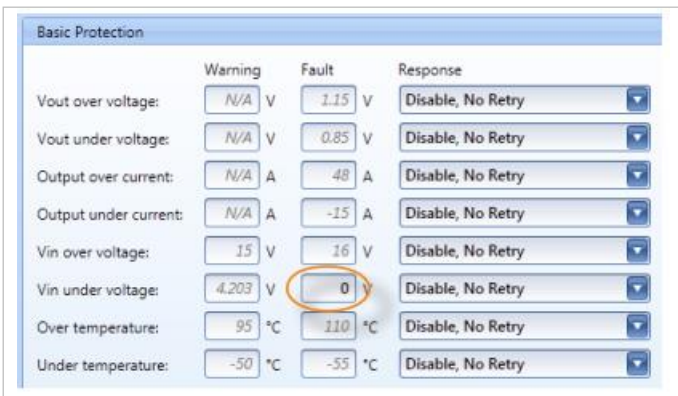 Basic Protection
Warning Fault Response
Vout over voltage: N/A V 1.15 V Disable, No Retry
Vout under voltage: N/A V 0.85 V Disable, No Retry
Output over current: N/A A 48 A Disable, No Retry
Output under current: N/A A -15 A Disable, No Retry
Vin over voltage: 15 V 16 V Disable, No Retry
Vin under voltage: 4.203 V 0 V Disable, No Retry
Over temperature: 95 °C 110 °C Disable, No Retry
Under temperature: -50 °C -55 °C Disable, No Retry